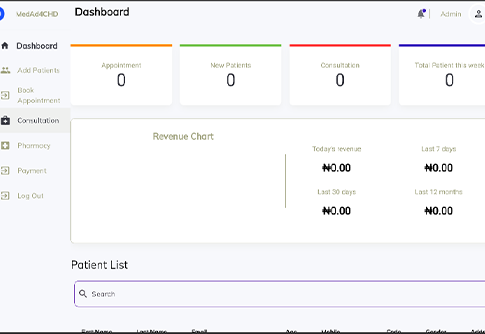 MedAd4CHD
Dashboard
Admin
Dashboard
Add Patients
Book
Appointment
Consultation
Pharmacy
Payment
Log Out
Appointment
0
New Patients
0
Consultation
0
Total Patient this week
0
Revenue Chart
Today's revenue
₦0.00
Last 7 days
₦0.00
Last 30 days
₦0.00
Last 12 months
₦0.00
Patient List
Search
First Name Last Name Email Age Mobile Code Gender